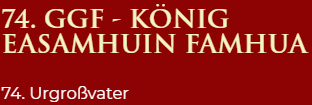 74. GGF - KÖNIG
EASAMHUIN FAMHUA
74. Urgroßvater